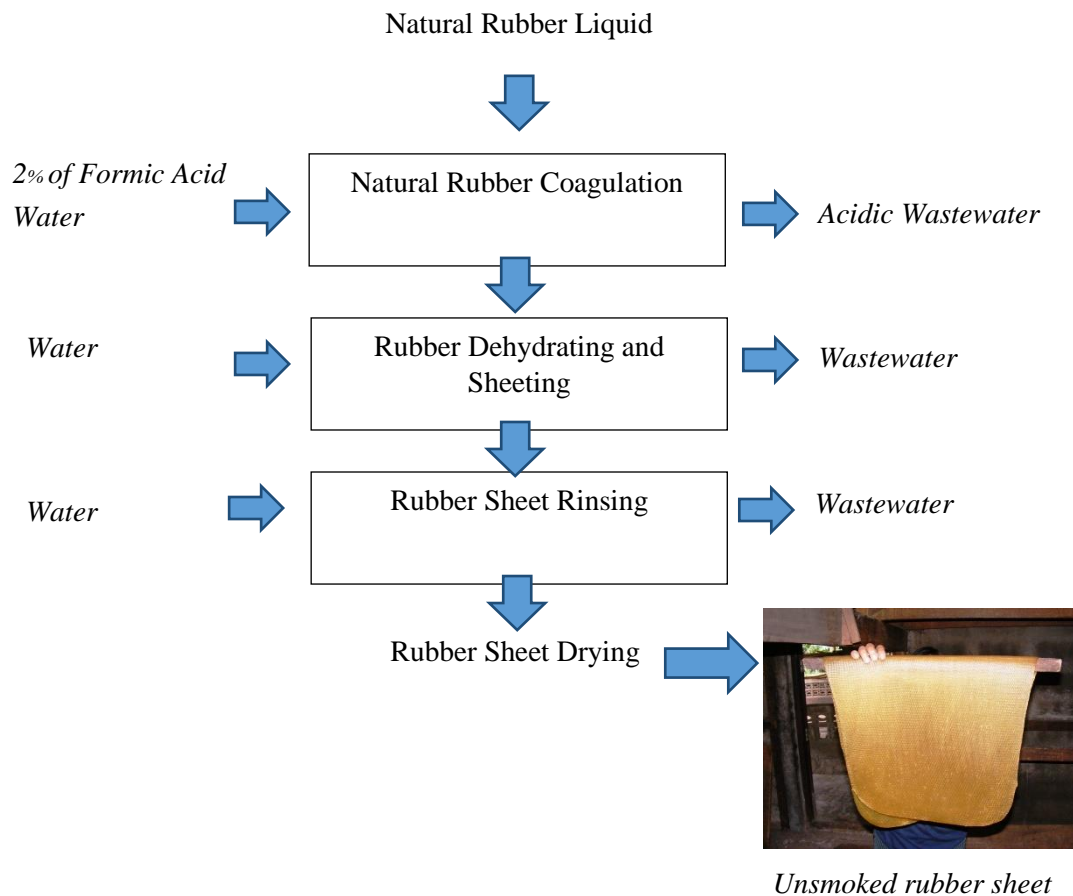 Natural Rubber Liquid
2% of Formic Acid
Water
Natural Rubber Coagulation
Acidic Wastewater
Water
Rubber Dehydrating and
Sheeting
Wastewater
Water
Rubber Sheet Rinsing
Wastewater
Rubber Sheet Drying
Unsmoked rubber sheet